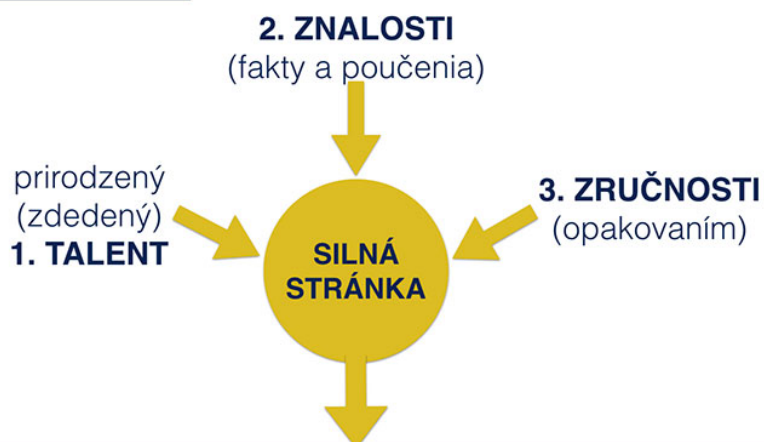 2. ZNALOSTI
(fakty a poučenia)
prirodzený
(zdedený)
1. TALENT
3. ZRUČNOSTI
(opakovaním)
SILNÁ
STRÁNKA